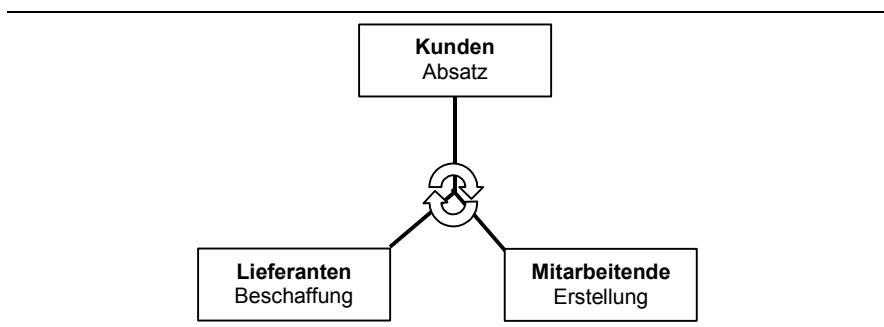 Kunden
Absatz
Lieferanten
Beschaffung
Mitarbeitende
Erstellung